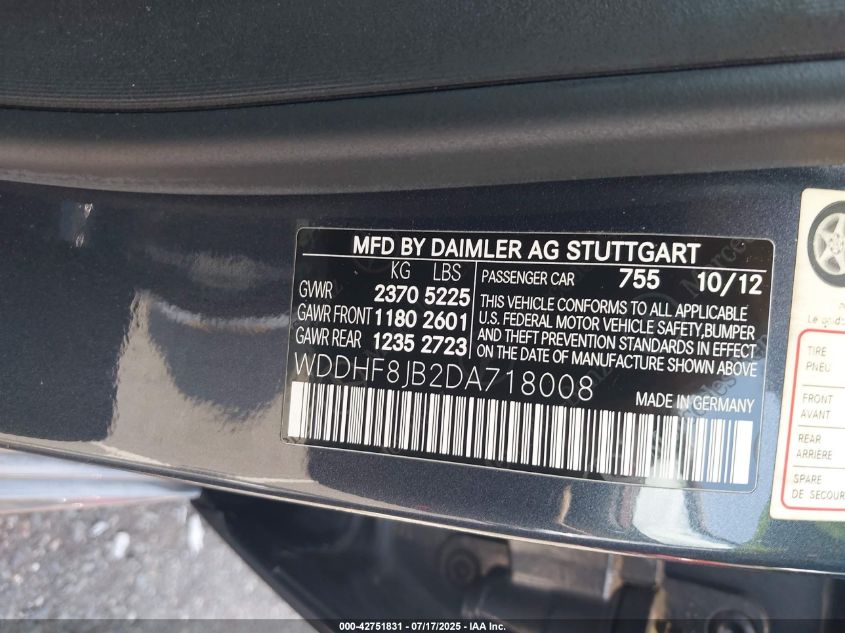 MFD BY DAIMLER AG STUTTGART
KG LBS
GVWR 2370 5225
GAWR FRONT 1180 2601
GAWR REAR 1235 2723
PASSENGER CAR 755 10/12
THIS VEHICLE CONFORMS TO ALL APPLICABLE
U.S. FEDERAL MOTOR VEHICLE SAFETY,BUMPER
AND THEFT PREVENTION STANDARDS IN EFFECT
ON THE DATE OF MANUFACTURE SHOWN ABOVE
WDDHF8JB2DA718008
MADE IN GERMANY
TIRE
PNEU
FRONT
AVANT
REAR
ARRIÈRE
SPARE
DE SECOUR
000-42751831 - 07/17/2025 - IAA Inc.